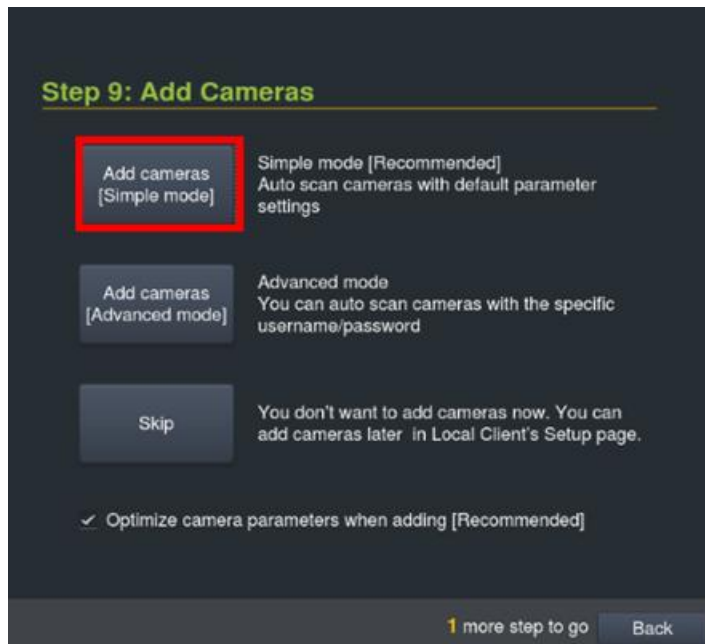 Step 9: Add Cameras
Add cameras
[Simple mode]
Simple mode [Recommended]
Auto scan cameras with default parameter
settings
Add cameras
[Advanced mode]
Advanced mode
You can auto scan cameras with the specific
username/password
Skip
You don't want to add cameras now. You can
add cameras later in Local Client's Setup page.
Optimize camera parameters when adding [Recommended]
1 more step to go
Back